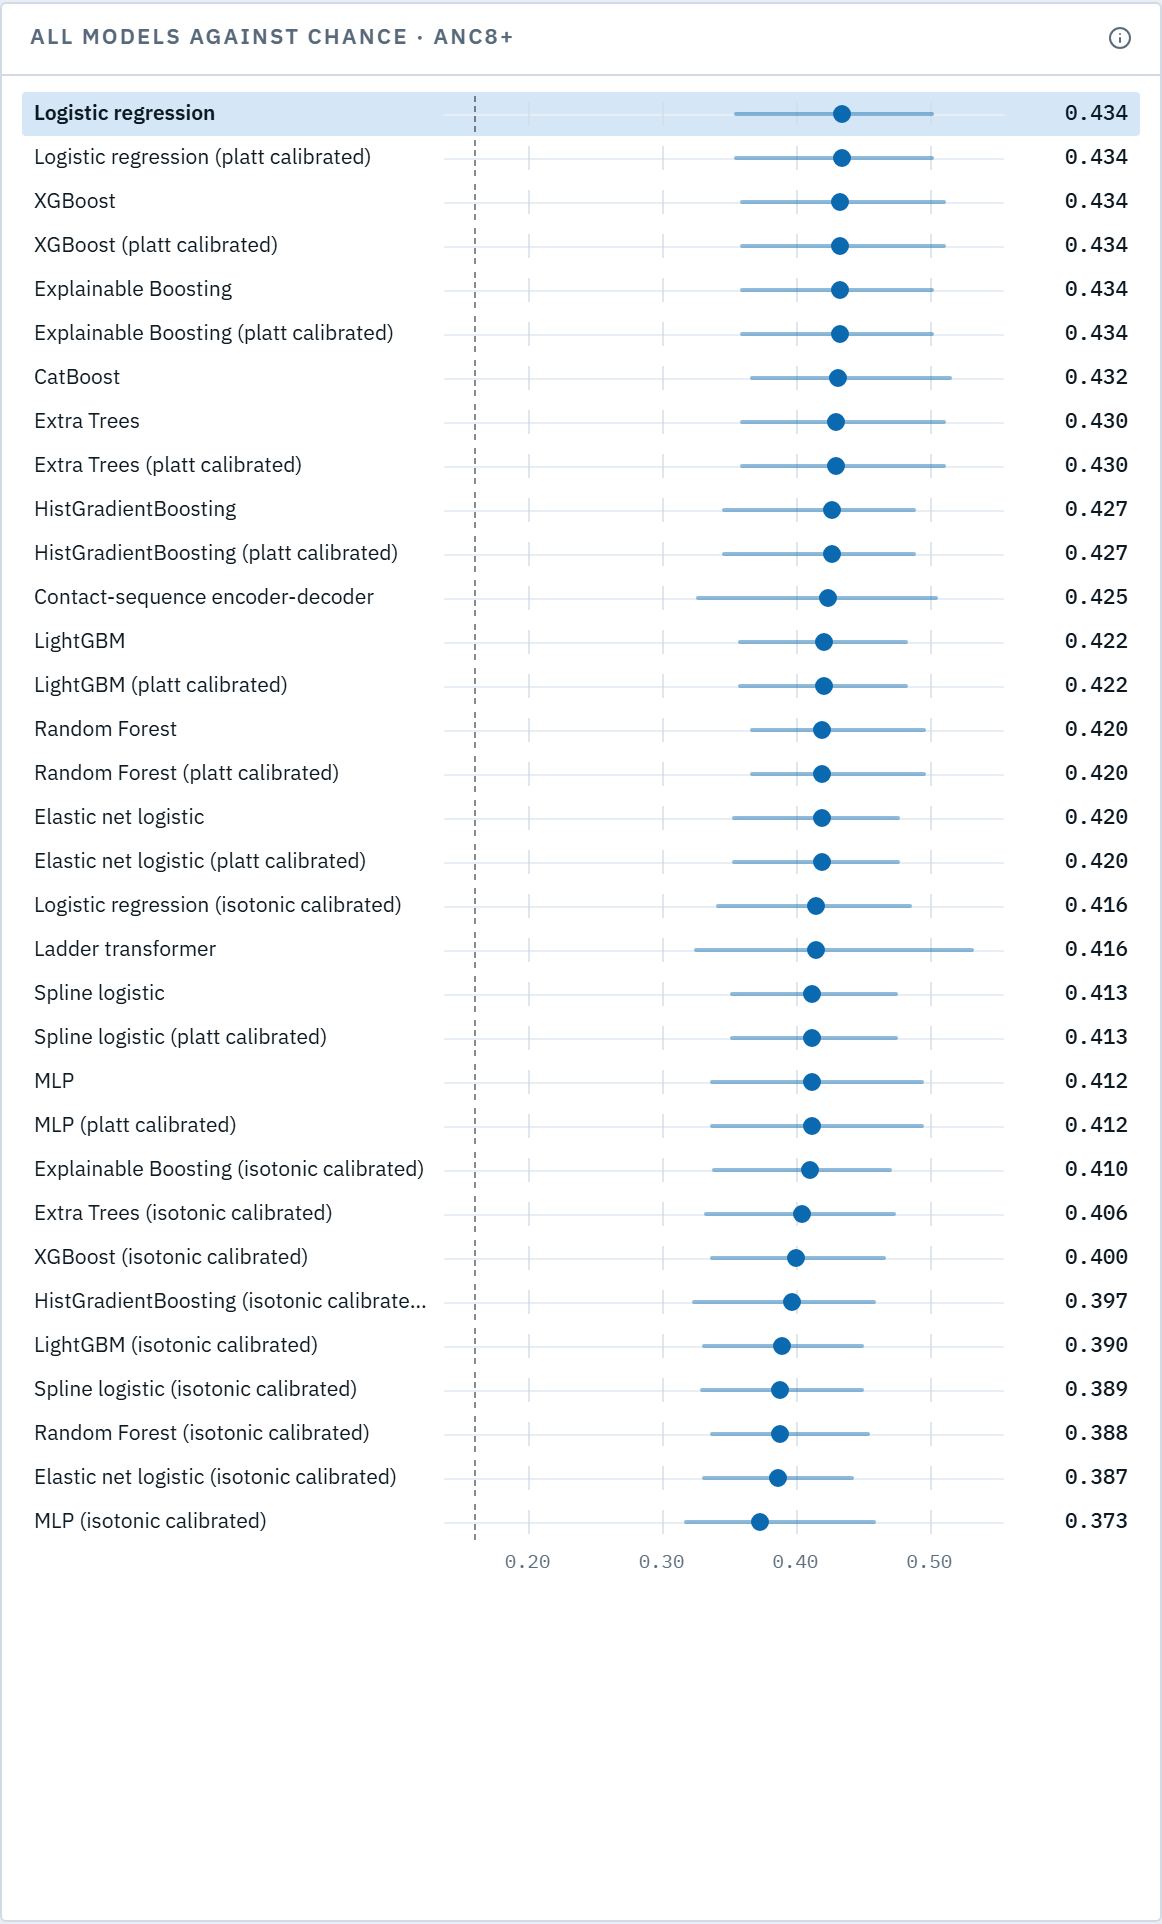 ALL MODELS AGAINST CHANCE · ANC8+
Logistic regression 0.434
Logistic regression (platt calibrated) 0.434
XGBoost 0.434
XGBoost (platt calibrated) 0.434
Explainable Boosting 0.434
Explainable Boosting (platt calibrated) 0.434
CatBoost 0.432
Extra Trees 0.430
Extra Trees (platt calibrated) 0.430
HistGradientBoosting 0.427
HistGradientBoosting (platt calibrated) 0.427
Contact-sequence encoder-decoder 0.425
LightGBM 0.422
LightGBM (platt calibrated) 0.422
Random Forest 0.420
Random Forest (platt calibrated) 0.420
Elastic net logistic 0.420
Elastic net logistic (platt calibrated) 0.420
Logistic regression (isotonic calibrated) 0.416
Ladder transformer 0.416
Spline logistic 0.413
Spline logistic (platt calibrated) 0.413
MLP 0.412
MLP (platt calibrated) 0.412
Explainable Boosting (isotonic calibrated) 0.410
Extra Trees (isotonic calibrated) 0.406
XGBoost (isotonic calibrated) 0.400
HistGradientBoosting (isotonic calibrate... 0.397
LightGBM (isotonic calibrated) 0.390
Spline logistic (isotonic calibrated) 0.389
Random Forest (isotonic calibrated) 0.388
Elastic net logistic (isotonic calibrated) 0.387
MLP (isotonic calibrated) 0.373
0.20 0.30 0.40 0.50